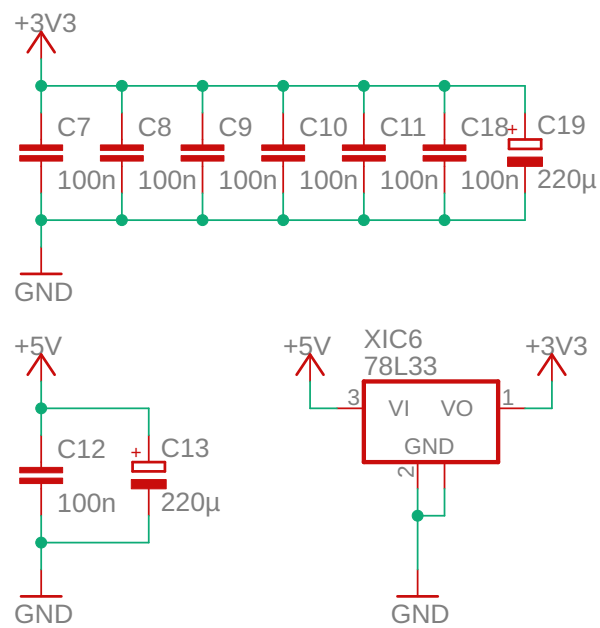 +3V3
C7 C8 C9 C10 C11 C18 + C19
100n 100n 100n 100n 100n 100n 220µ
GND
+5V
C12 + C13
100n 220µ
GND
+5V XIC6 +3V3
78L33
3 VI VO 1
GND
2
GND